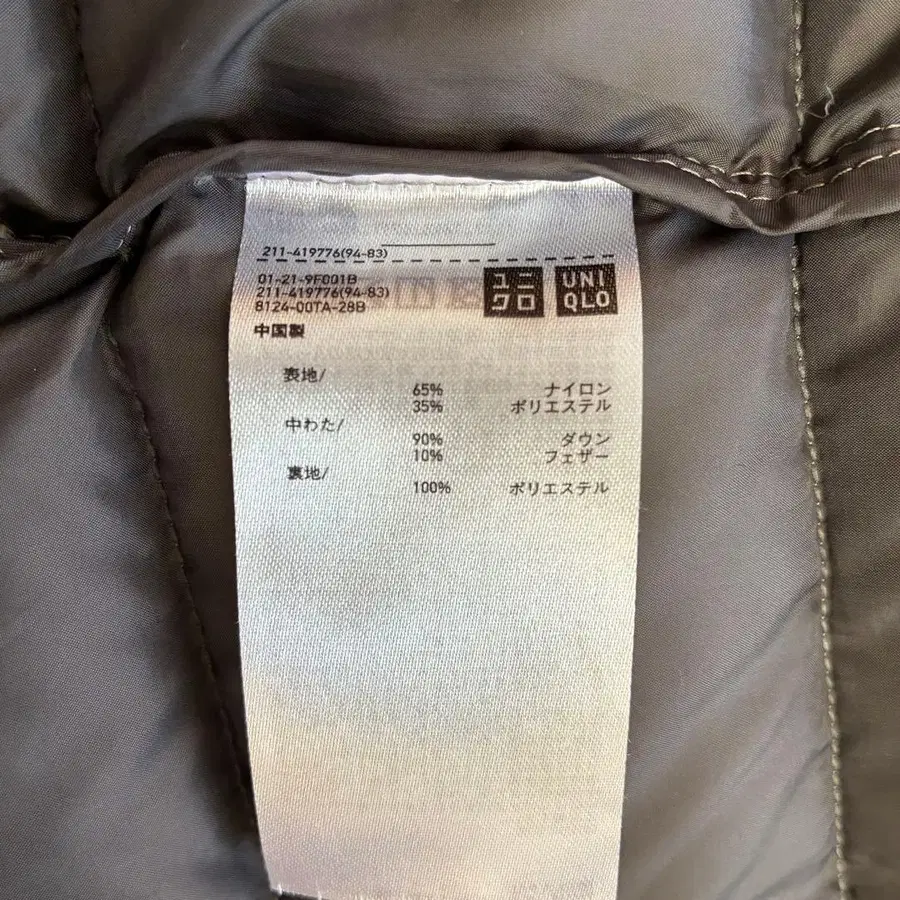 211-419776(94-83)
01-21-9F001B
211-419776(94-83)
8124-00TA-28B
ユニクロ
UNIQLO
中国製
表地/
65% ナイロン
35% ポリエステル
中わた/
90% ダウン
10% フェザー
裏地/
100% ポリエステル